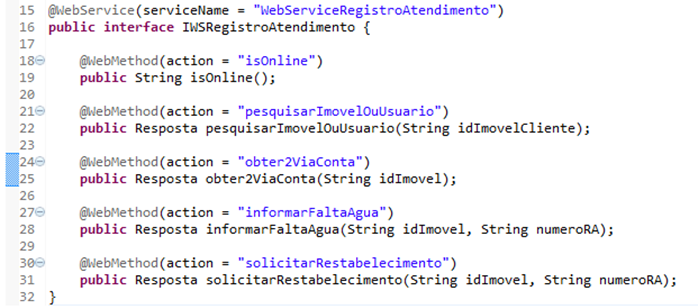 15 @WebService(serviceName = "WebServiceRegistroAtendimento")
16 public interface IWSRegistroAtendimento {
17
18 @WebMethod(action = "isOnline")
19 public String isOnline();
20
21 @WebMethod(action = "pesquisarImovelOuUsuario")
22 public Resposta pesquisarImovelOuUsuario(String idImovelCliente);
23
24 @WebMethod(action = "obter2ViaConta")
25 public Resposta obter2ViaConta(String idImovel);
26
27 @WebMethod(action = "informarFaltaAgua")
28 public Resposta informarFaltaAgua(String idImovel, String numeroRA);
29
30 @WebMethod(action = "solicitarRestabelecimento")
31 public Resposta solicitarRestabelecimento(String idImovel, String numeroRA);
32 }